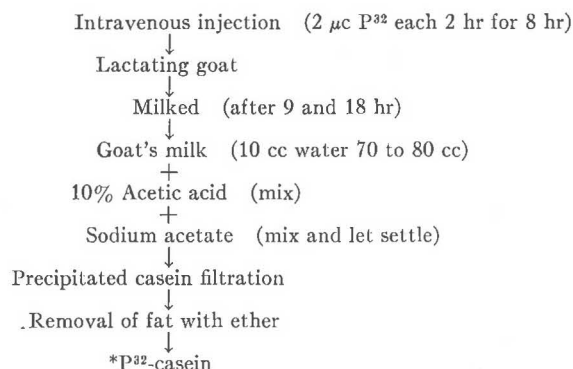 Intravenous injection (2 μc P³² each 2 hr for 8 hr)
↓
Lactating goat
↓
Milked (after 9 and 18 hr)
↓
Goat's milk (10 cc water 70 to 80 cc)
+
10% Acetic acid (mix)
+
Sodium acetate (mix and let settle)
↓
Precipitated casein filtration
↓
.Removal of fat with ether
↓
*P³²-casein